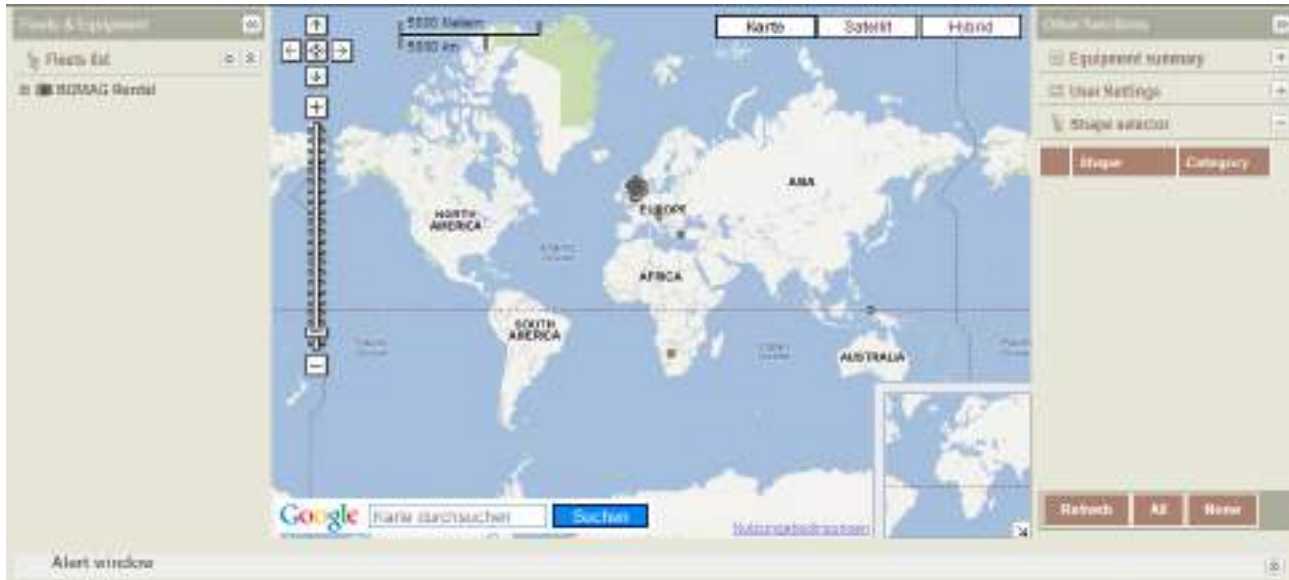 Fleets & Equipment
Fleets list
BOMAG Rental
5000 Meilen
5000 km
Karte
Satellit
Hybrid
NORTH AMERICA
EUROPE
ASIA
AFRICA
SOUTH AMERICA
AUSTRALIA
Google
Karte durchsuchen
Suchen
Nutzungsbedingungen
Other functions
Equipment summary
User Settings
Shape selector
Shape
Category
Refresh
All
None
Alert window